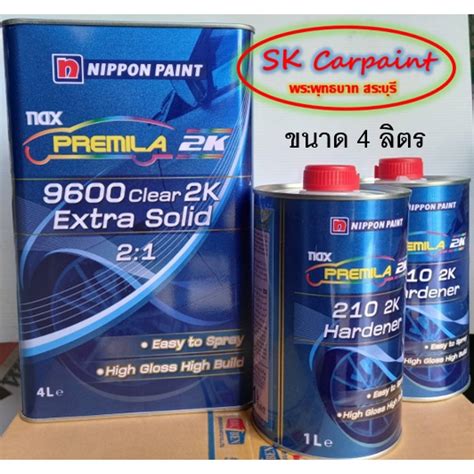 SK Carpaint
พระพุทธบาท สระบุรี
ขนาด 4 ลิตร
n NIPPON PAINT
nax
PREMILA 2K
9600 Clear 2K
Extra Solid
2:1
Easy to Spray
High Gloss High Build
4L e
NIPPON PAINT
nax
PREMILA 2K
210 2K
Hardener
Easy to Spray
High Gloss High Build
1L e
NIPPON PAINT
PREMILA 2K
10 2K
Hardener